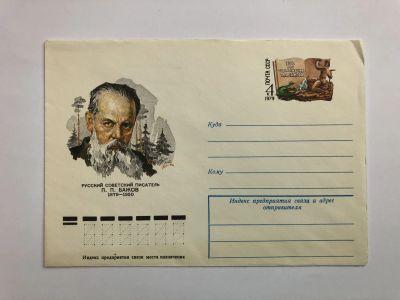 ПОЧТА СССР
4
К
1979
Куда
Кому
РУССКИЙ СОВЕТСКИЙ ПИСАТЕЛЬ
П. П. БАЖОВ
1879—1950
Индекс предприятия связи и адрес
отправителя
Индекс предприятия связи места назначения